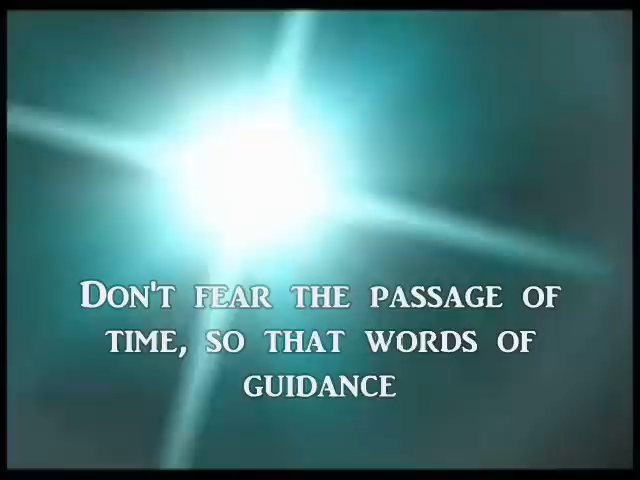 Don't fear the passage of
time, so that words of
guidance